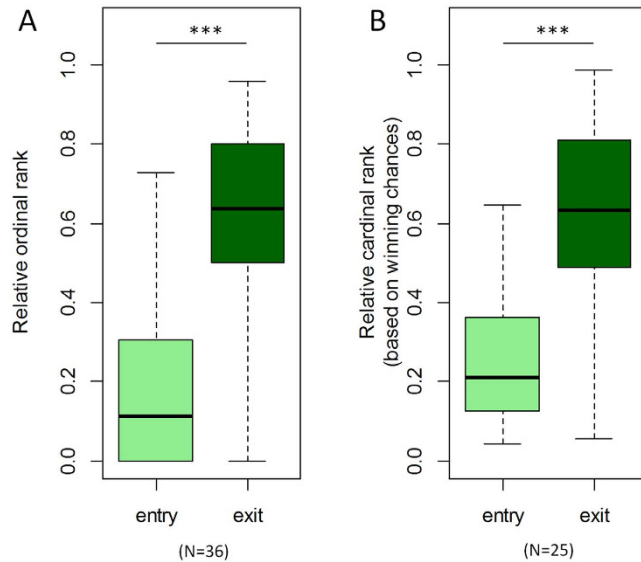 A
***
Relative ordinal rank
1.0
0.8
0.6
0.4
0.2
0.0
entry
exit
(N=36)
B
***
Relative cardinal rank
(based on winning chances)
1.0
0.8
0.6
0.4
0.2
0.0
entry
exit
(N=25)